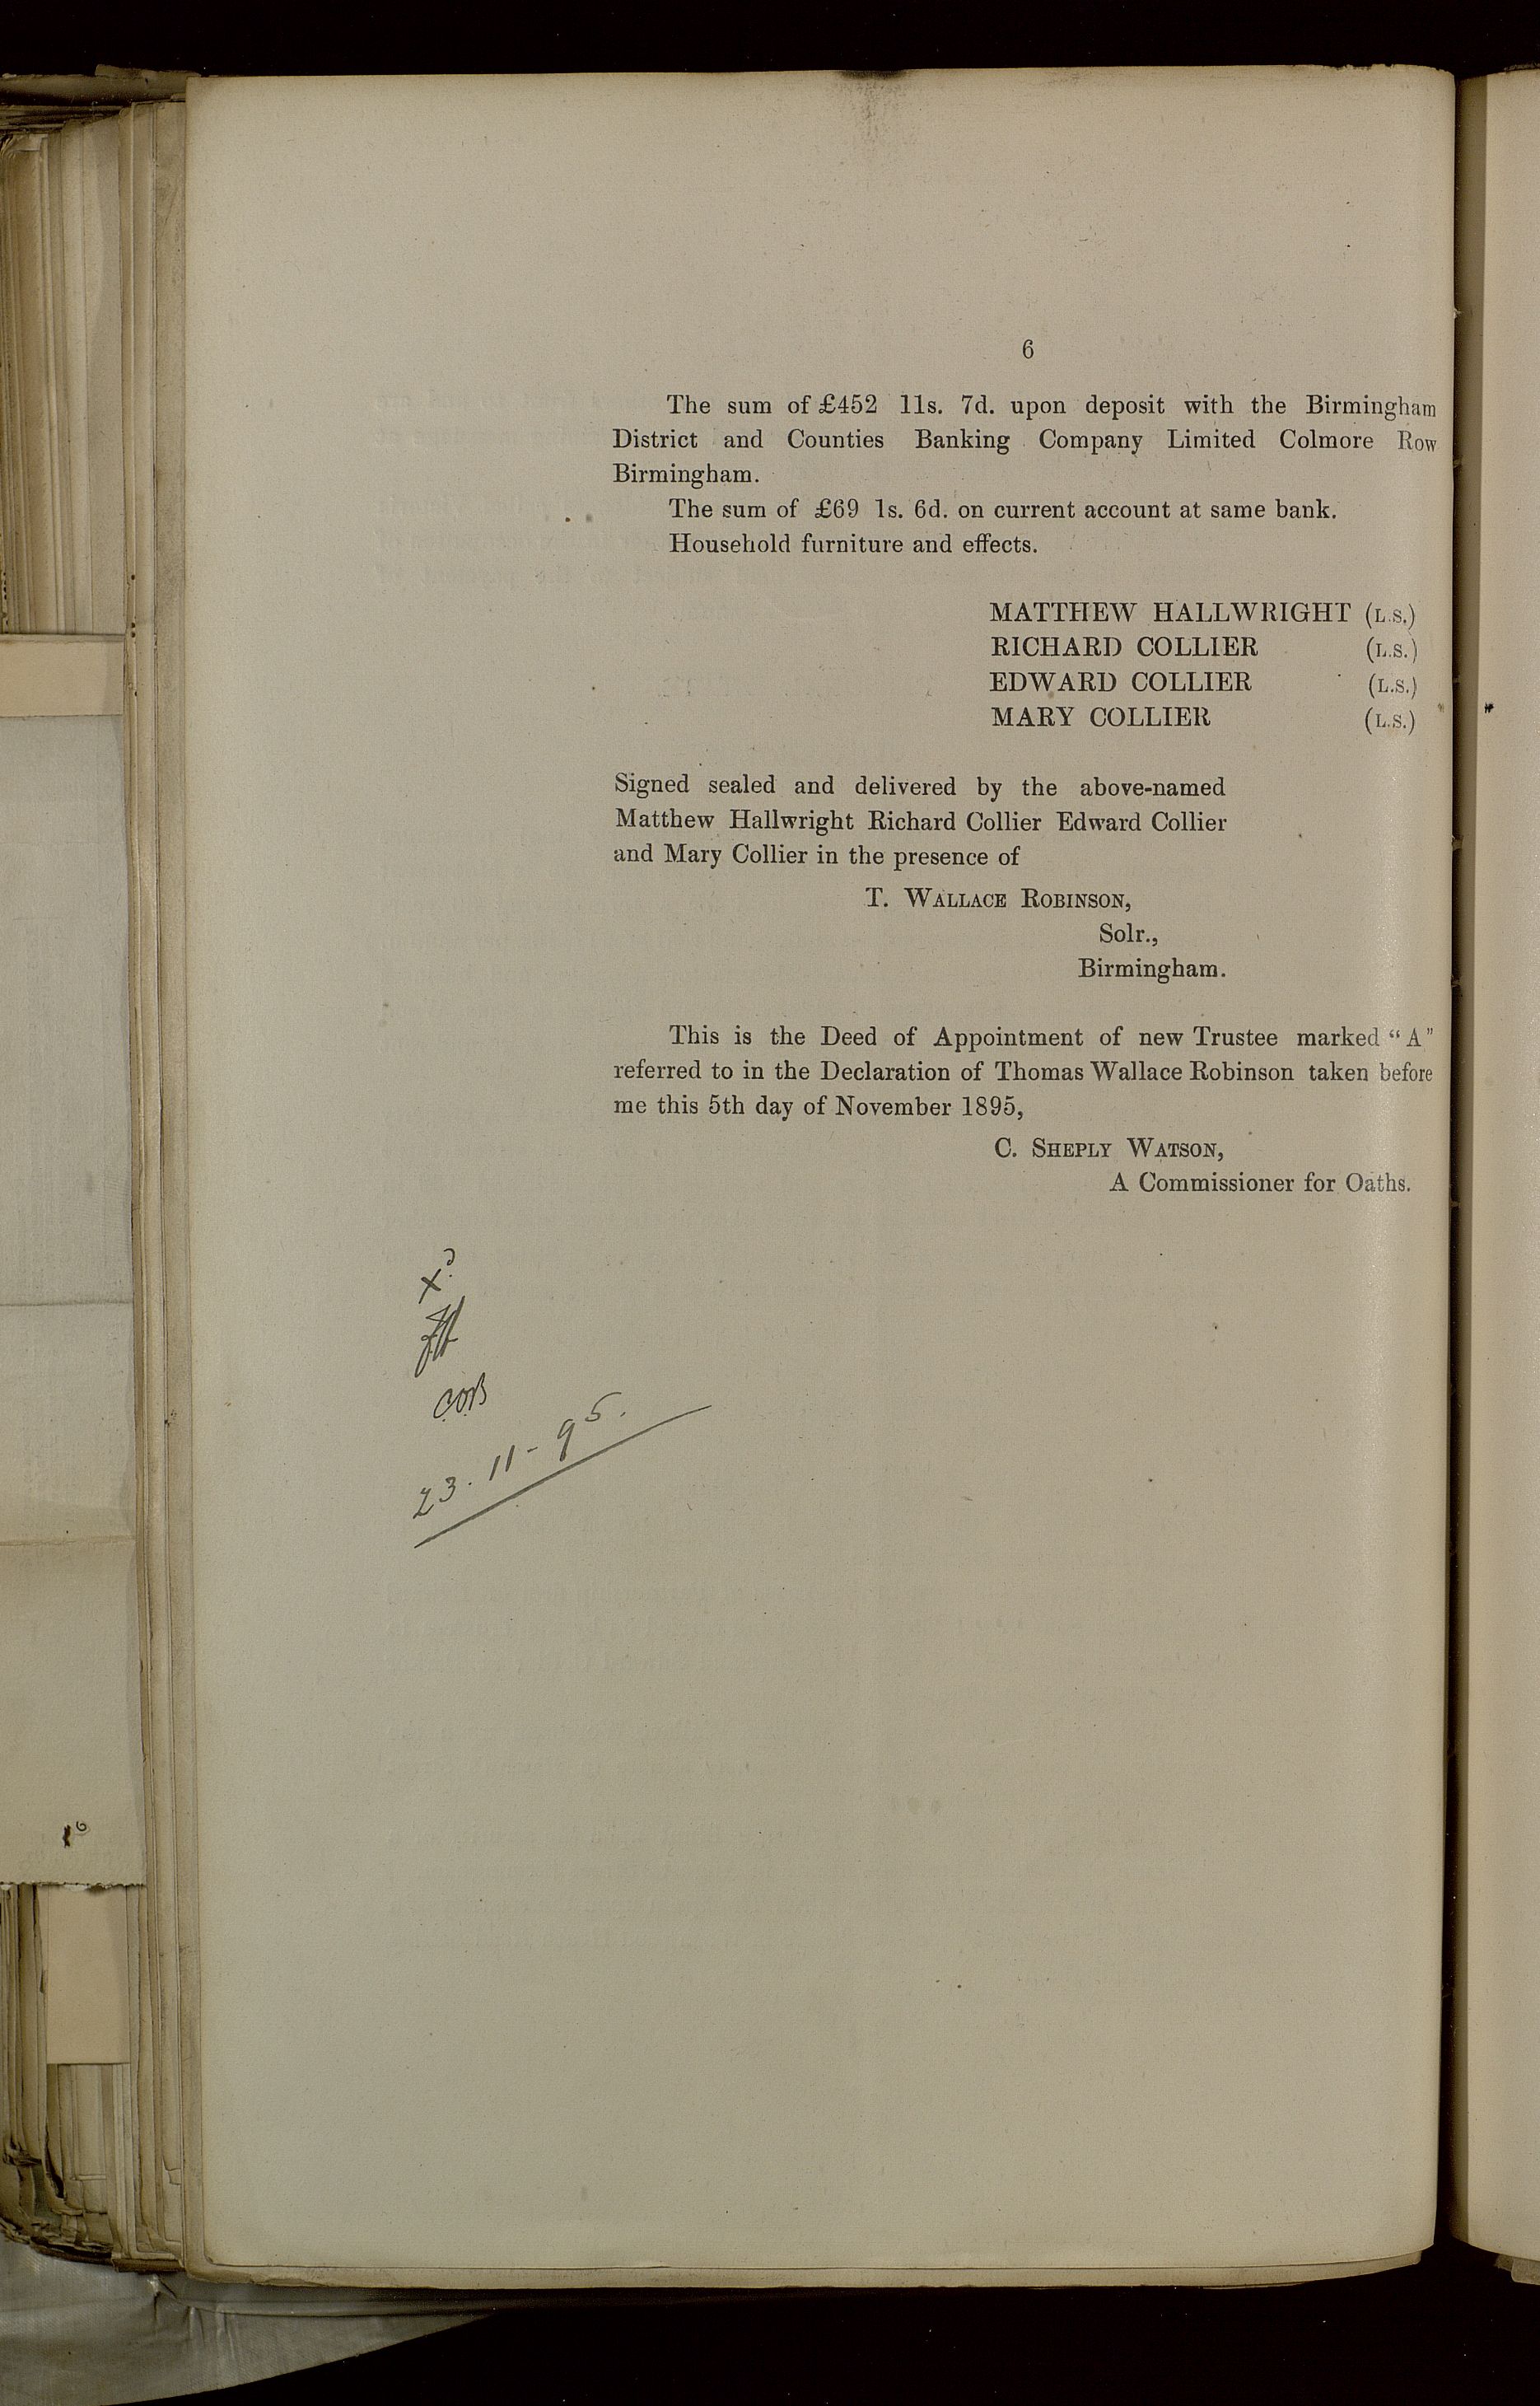 6
The sum of £452 11s. 7d. upon deposit with the Birmingham
District and Counties Banking Company Limited Colmore Row
Birmingham.
The sum of £69 1s. 6d. on current account at same bank.
Household furniture and effects.
MATTHEW HALLWRIGHT (L.S.)
RICHARD COLLIER (L.S.)
EDWARD COLLIER (L.S.)
MARY COLLIER (L.S.)
Signed sealed and delivered by the above-named
Matthew Hallwright Richard Collier Edward Collier
and Mary Collier in the presence of
T. WALLACE ROBINSON,
Solr.,
Birmingham.
This is the Deed of Appointment of new Trustee marked "A"
referred to in the Declaration of Thomas Wallace Robinson taken before
me this 5th day of November 1895,
C. SHEPLY WATSON,
A Commissioner for Oaths.
23.11-95.